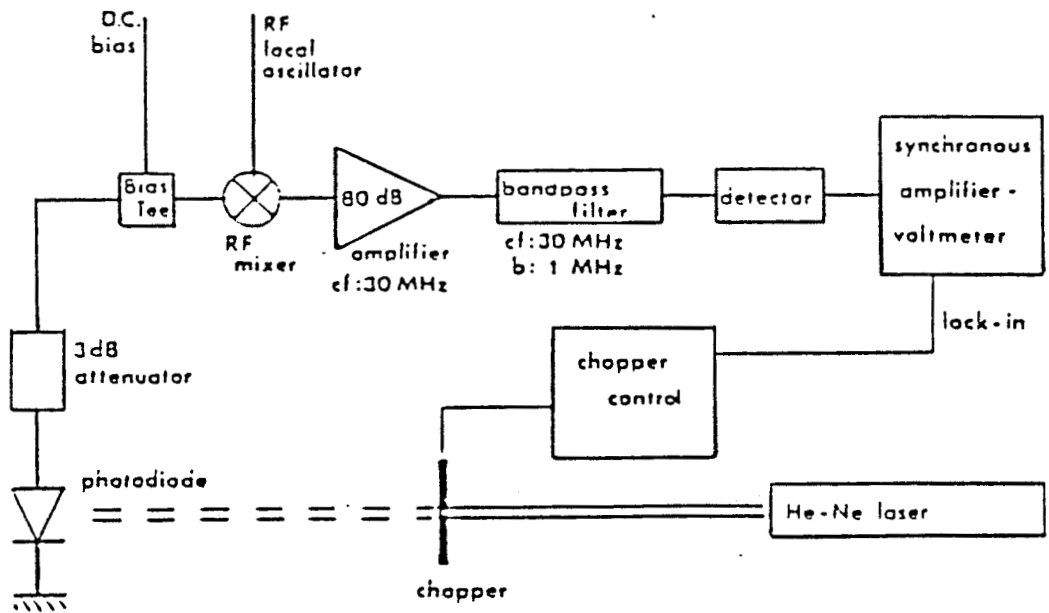 D.C.
bias
RF
local
oscillator
Bias
Tee
RF
mixer
80 dB
amplifier
cf:30 MHz
bandpass
filter
cf:30 MHz
b: 1 MHz
detector
synchronous
amplifier-
voltmeter
lock-in
3dB
attenuator
chopper
control
photodiode
He-Ne laser
chopper